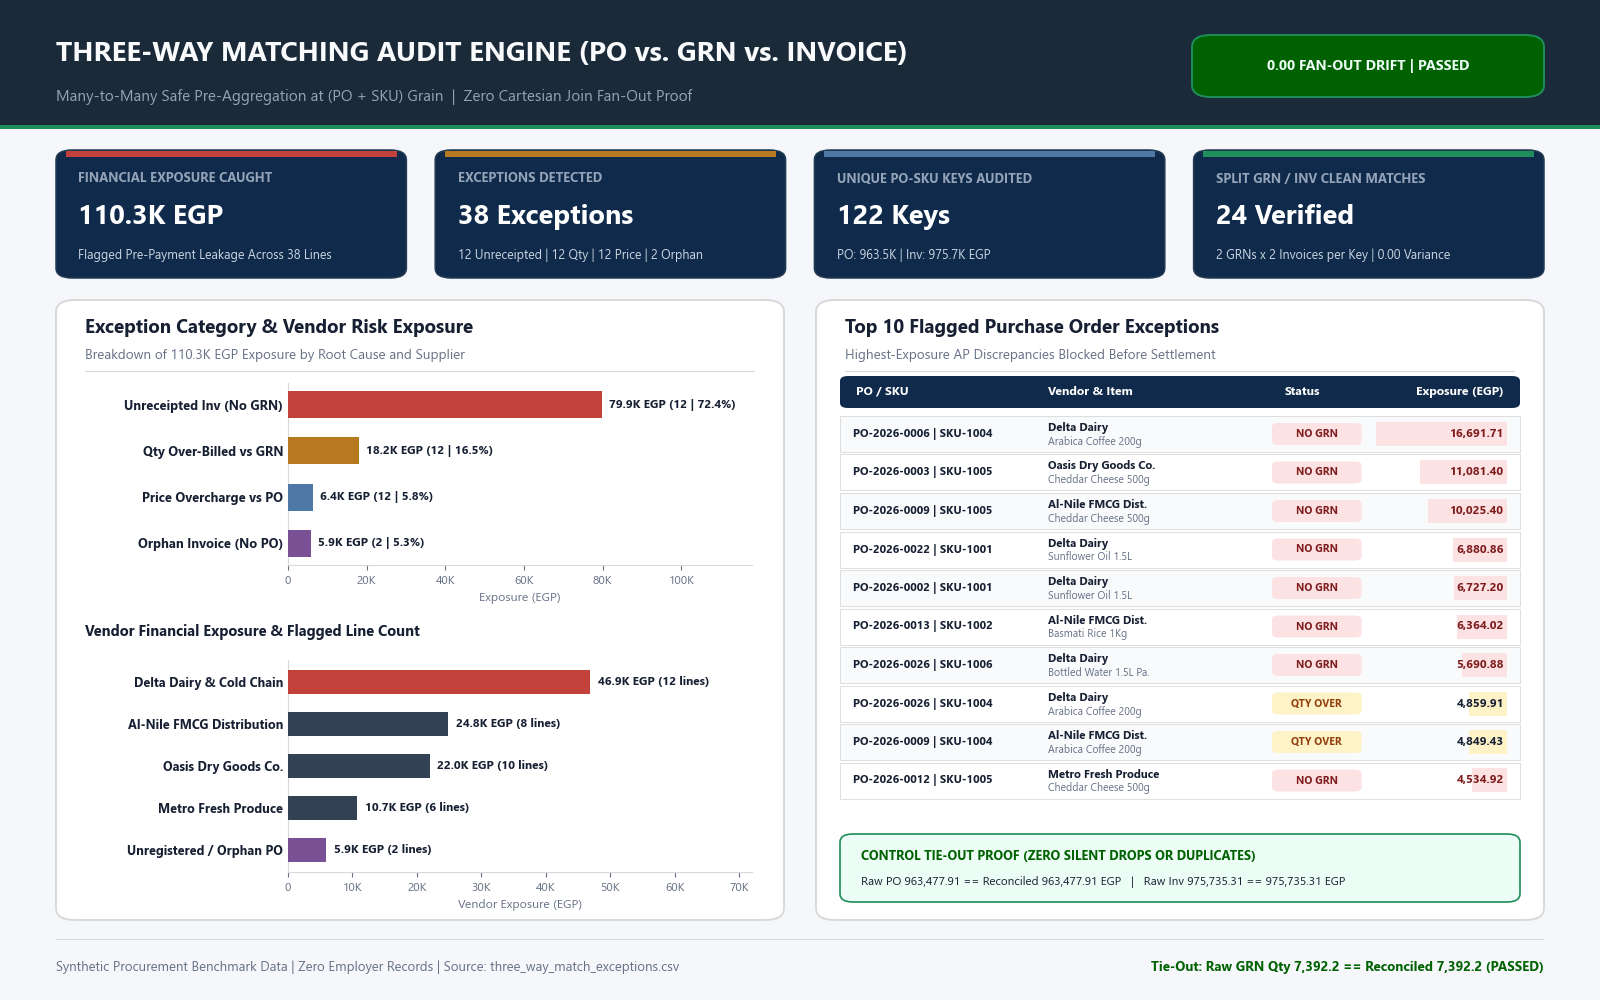 THREE-WAY MATCHING AUDIT ENGINE (PO vs. GRN vs. INVOICE)
Many-to-Many Safe Pre-Aggregation at (PO + SKU) Grain | Zero Cartesian Join Fan-Out Proof
0.00 FAN-OUT DRIFT | PASSED
FINANCIAL EXPOSURE CAUGHT
110.3K EGP
Flagged Pre-Payment Leakage Across 38 Lines
EXCEPTIONS DETECTED
38 Exceptions
12 Unreceipted | 12 Qty | 12 Price | 2 Orphan
UNIQUE PO-SKU KEYS AUDITED
122 Keys
PO: 963.5K | Inv: 975.7K EGP
SPLIT GRN / INV CLEAN MATCHES
24 Verified
2 GRNs x 2 Invoices per Key | 0.00 Variance
Exception Category & Vendor Risk Exposure
Breakdown of 110.3K EGP Exposure by Root Cause and Supplier
Unreceipted Inv (No GRN) 79.9K EGP (12 | 72.4%)
Qty Over-Billed vs GRN 18.2K EGP (12 | 16.5%)
Price Overcharge vs PO 6.4K EGP (12 | 5.8%)
Orphan Invoice (No PO) 5.9K EGP (2 | 5.3%)
0 20K 40K 60K 80K 100K
Exposure (EGP)
Vendor Financial Exposure & Flagged Line Count
Delta Dairy & Cold Chain 46.9K EGP (12 lines)
Al-Nile FMCG Distribution 24.8K EGP (8 lines)
Oasis Dry Goods Co. 22.0K EGP (10 lines)
Metro Fresh Produce 10.7K EGP (6 lines)
Unregistered / Orphan PO 5.9K EGP (2 lines)
0 10K 20K 30K 40K 50K 60K 70K
Vendor Exposure (EGP)
Top 10 Flagged Purchase Order Exceptions
Highest-Exposure AP Discrepancies Blocked Before Settlement
PO / SKU Vendor & Item Status Exposure (EGP)
PO-2026-0006 | SKU-1004 Delta Dairy NO GRN 16,691.71
Arabica Coffee 200g
PO-2026-0003 | SKU-1005 Oasis Dry Goods Co. NO GRN 11,081.40
Cheddar Cheese 500g
PO-2026-0009 | SKU-1005 Al-Nile FMCG Dist. NO GRN 10,025.40
Cheddar Cheese 500g
PO-2026-0022 | SKU-1001 Delta Dairy NO GRN 6,880.86
Sunflower Oil 1.5L
PO-2026-0002 | SKU-1001 Delta Dairy NO GRN 6,727.20
Sunflower Oil 1.5L
PO-2026-0013 | SKU-1002 Al-Nile FMCG Dist. NO GRN 6,364.02
Basmati Rice 1Kg
PO-2026-0026 | SKU-1006 Delta Dairy NO GRN 5,690.88
Bottled Water 1.5L Pa.
PO-2026-0026 | SKU-1004 Delta Dairy QTY OVER 4,859.91
Arabica Coffee 200g
PO-2026-0009 | SKU-1004 Al-Nile FMCG Dist. QTY OVER 4,849.43
Arabica Coffee 200g
PO-2026-0012 | SKU-1005 Metro Fresh Produce NO GRN 4,534.92
Cheddar Cheese 500g
CONTROL TIE-OUT PROOF (ZERO SILENT DROPS OR DUPLICATES)
Raw PO 963,477.91 == Reconciled 963,477.91 EGP | Raw Inv 975,735.31 == 975,735.31 EGP
Synthetic Procurement Benchmark Data | Zero Employer Records | Source: three_way_match_exceptions.csv
Tie-Out: Raw GRN Qty 7,392.2 == Reconciled 7,392.2 (PASSED)